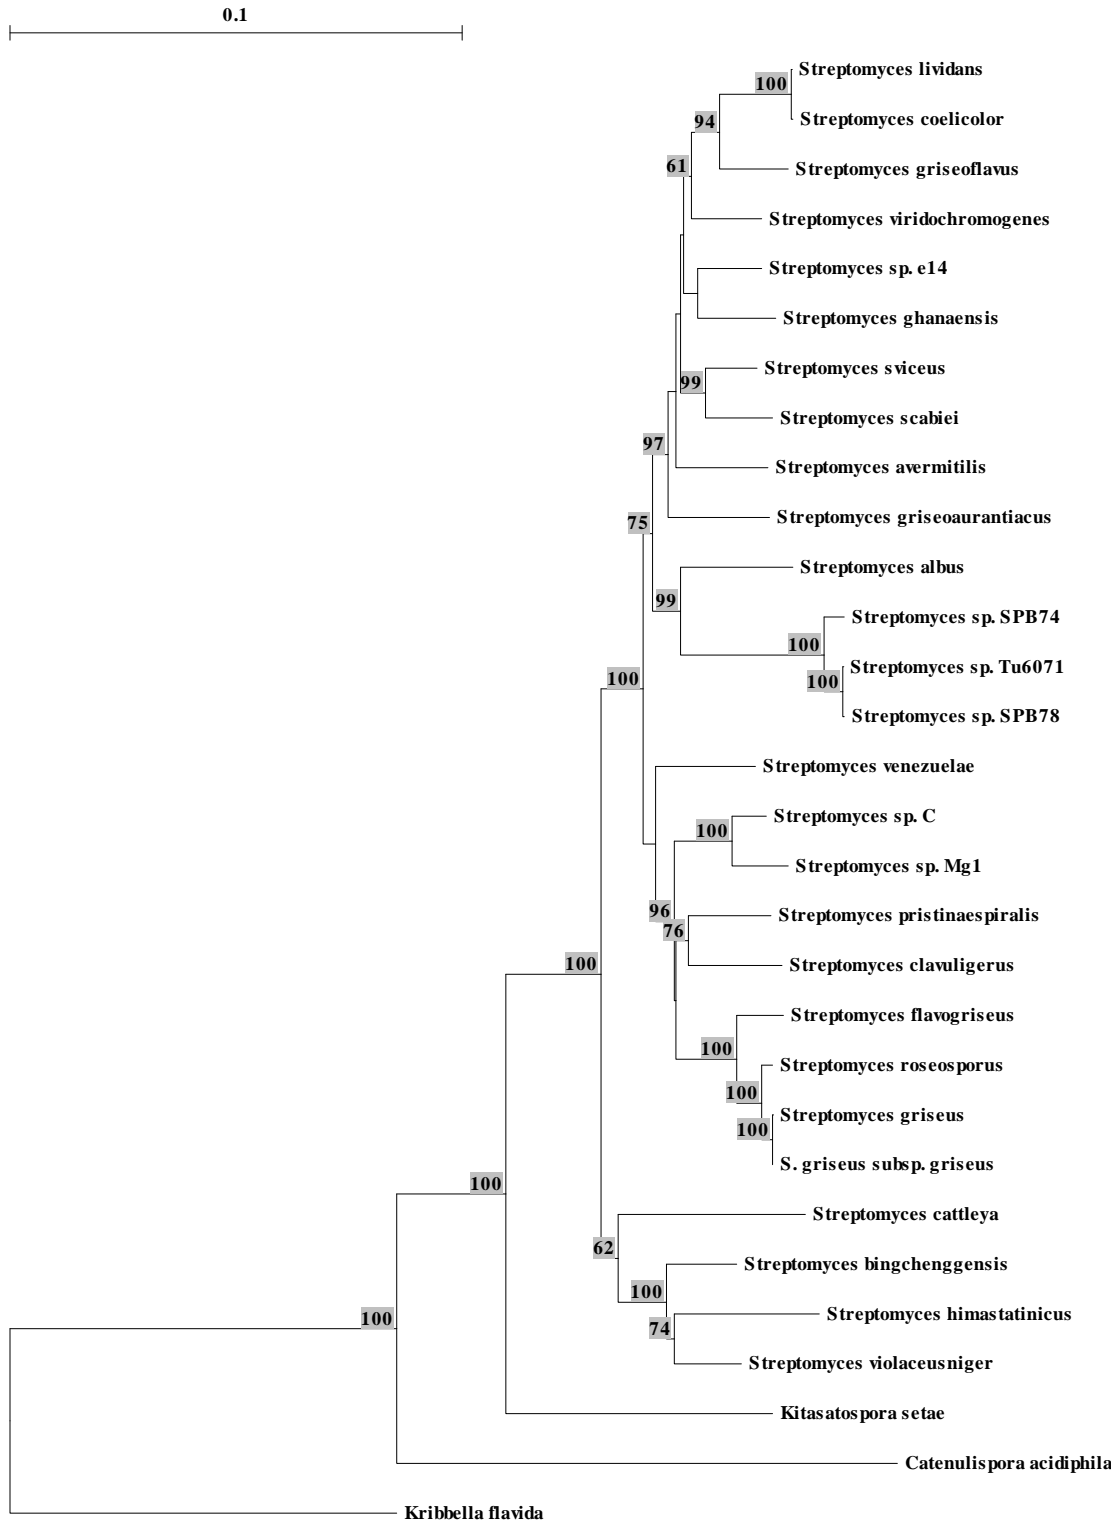 0.1
Streptomyces lividans
100
Streptomyces coelicolor
94
Streptomyces griseoflavus
61
Streptomyces viridochromogenes
Streptomyces sp. e14
Streptomyces ghanaensis
Streptomyces sviceus
99
Streptomyces scabiei
97
Streptomyces avermitilis
Streptomyces griseoaurantiacus
75
Streptomyces albus
99
Streptomyces sp. SPB74
100
Streptomyces sp. Tu6071
100
100
Streptomyces sp. SPB78
Streptomyces venezuelae
Streptomyces sp. C
100
Streptomyces sp. Mg1
96
Streptomyces pristinaespiralis
76
100
Streptomyces clavuligerus
Streptomyces flavogriseus
100
Streptomyces roseosporus
100
Streptomyces griseus
100
S. griseus subsp. griseus
100
Streptomyces cattleya
62
Streptomyces bingchenggensis
100
Streptomyces himastatinicus
100
74
Streptomyces violaceusniger
Kitasatospora setae
Catenulispora acidiphila
Kribbella flavida